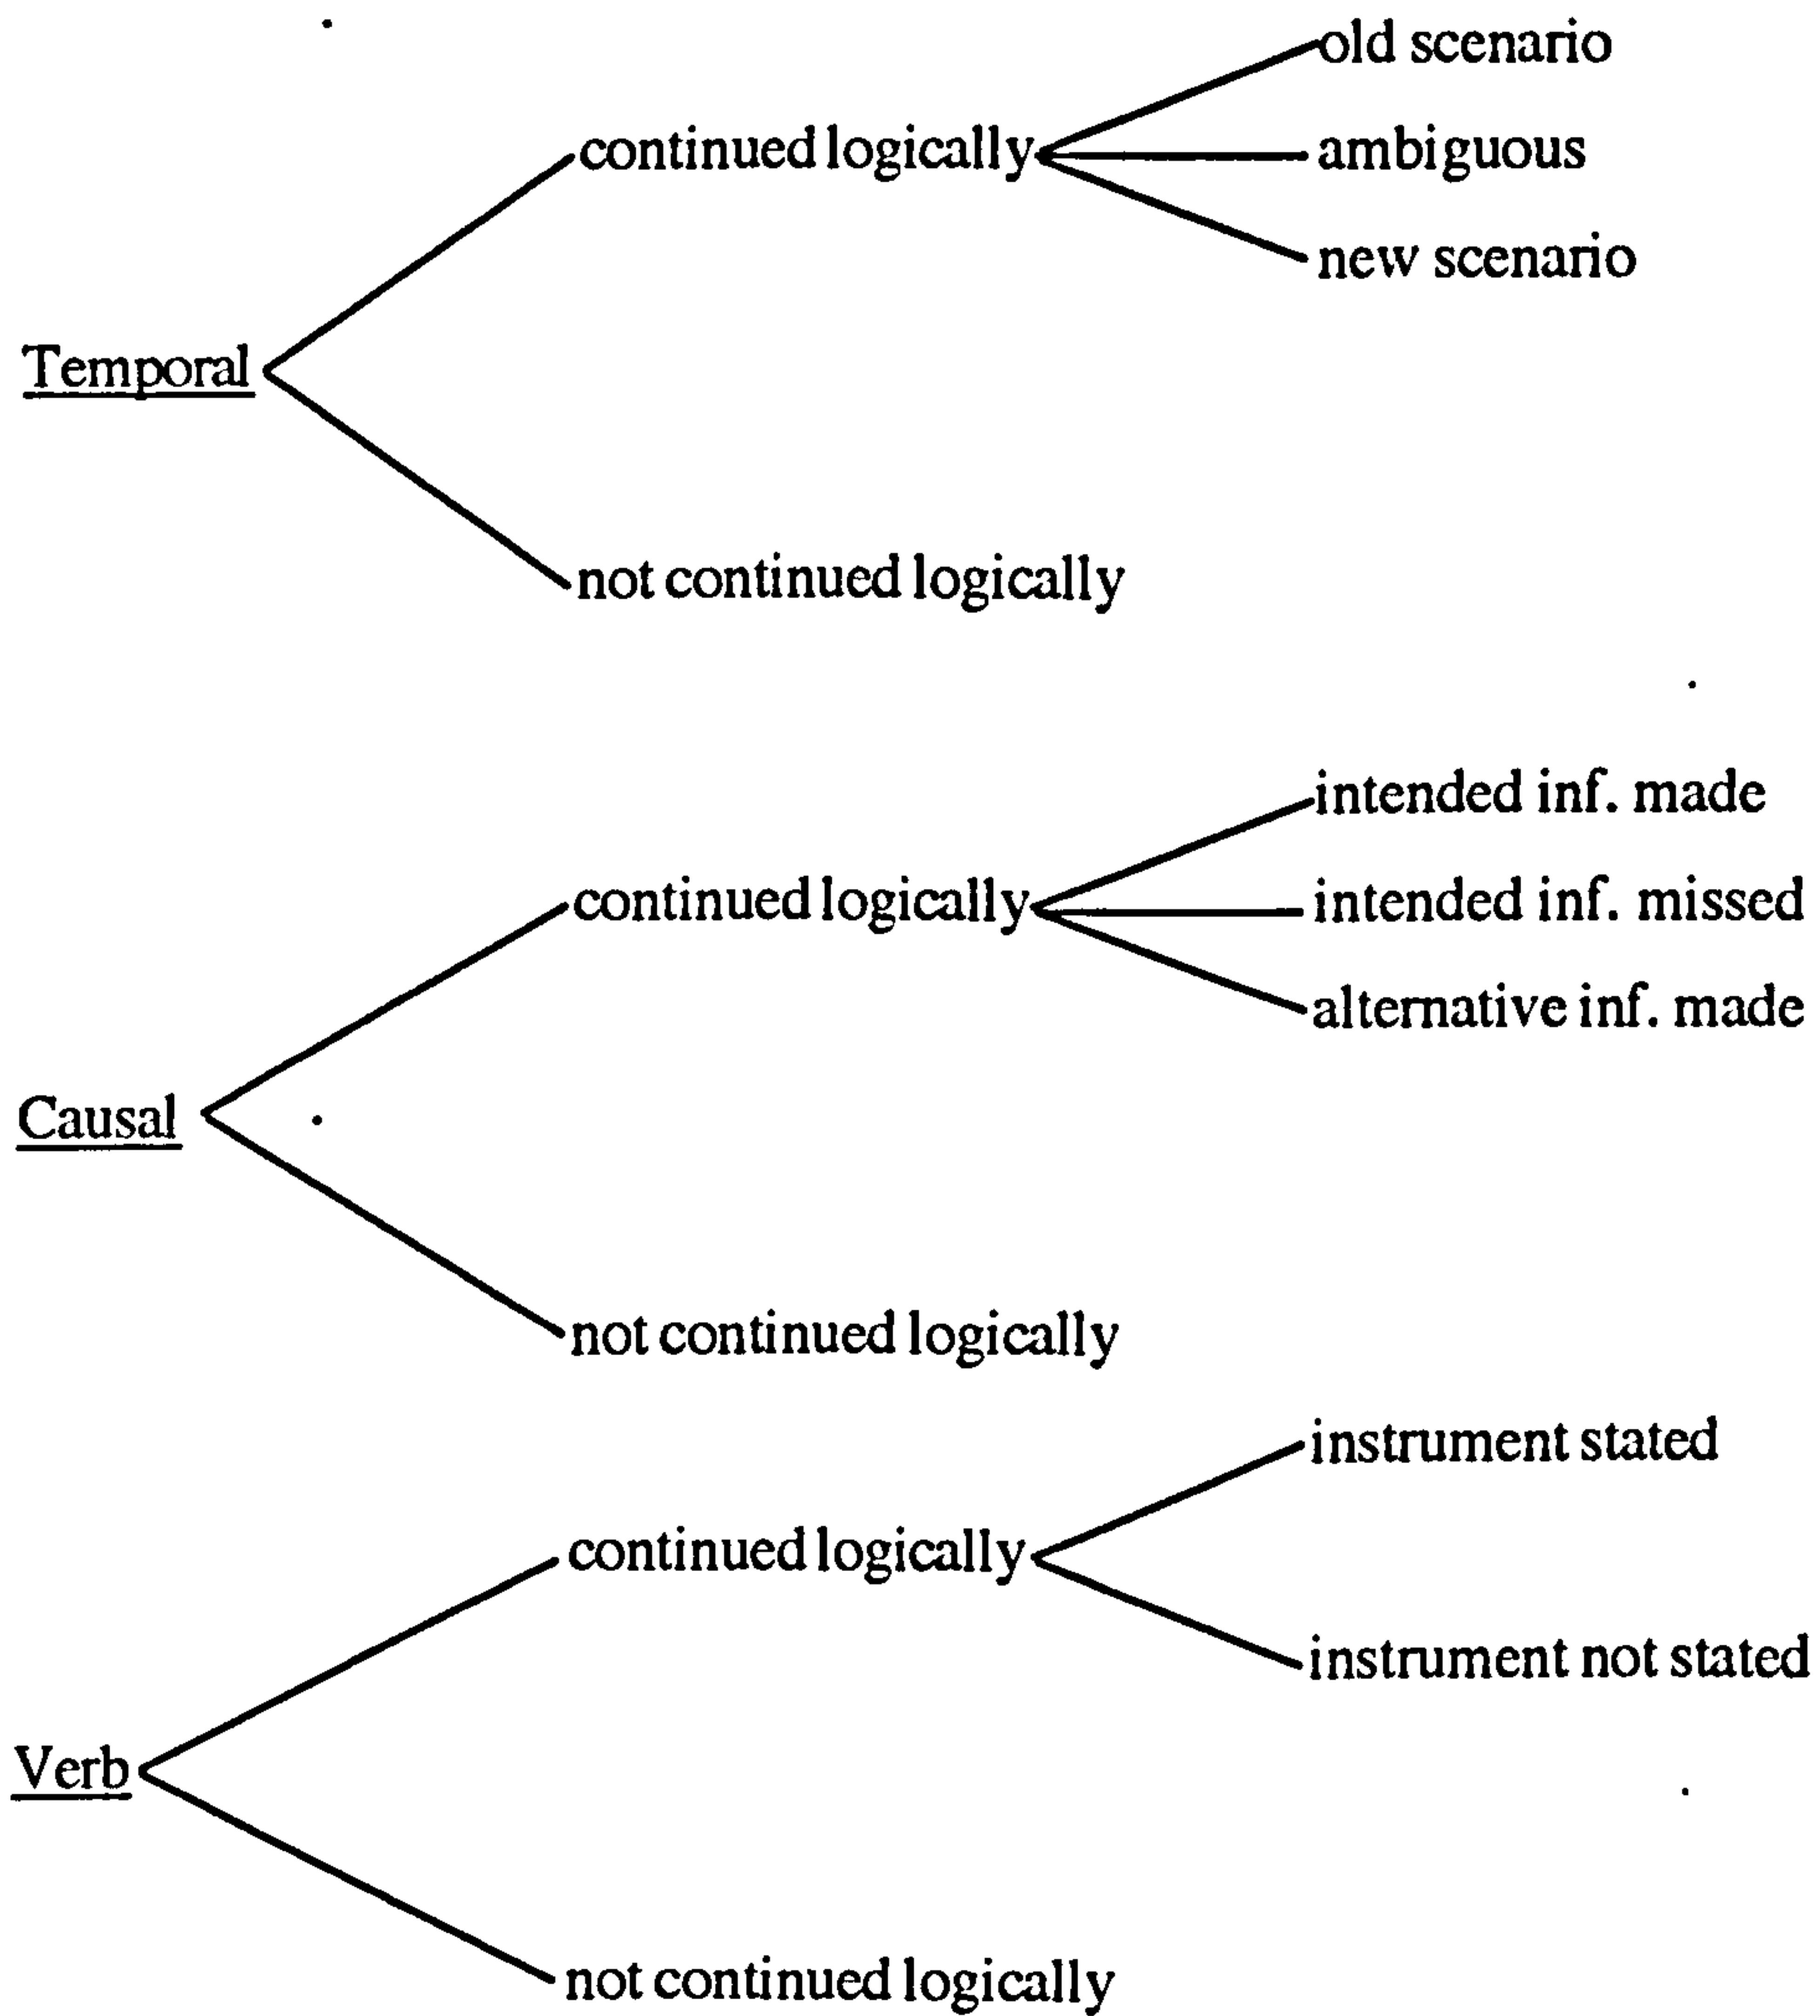 old scenario
continued logically
ambiguous
new scenario
Temporal
not continued logically
intended inf. made
continued logically
intended inf. missed
alternative inf. made
Causal
not continued logically
instrument stated
continued logically
instrument not stated
Verb
not continued logically